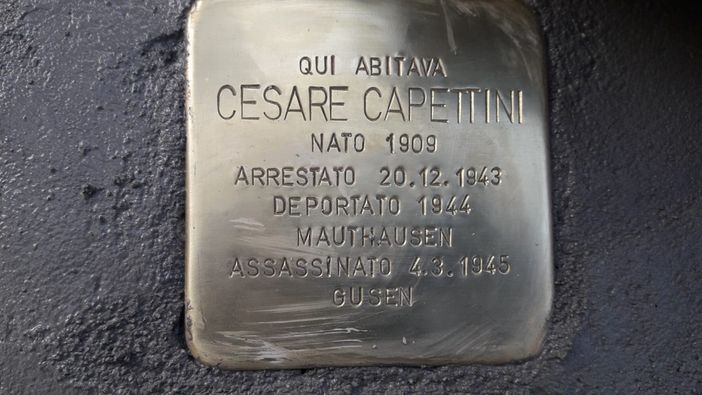 QUI ABITAVA
CESARE CAPETTINI
NATO 1909
ARRESTATO 20.12.1943
DEPORTATO 1944
MAUTHAUSEN
ASSASSINATO 4.3.1945
GUSEN